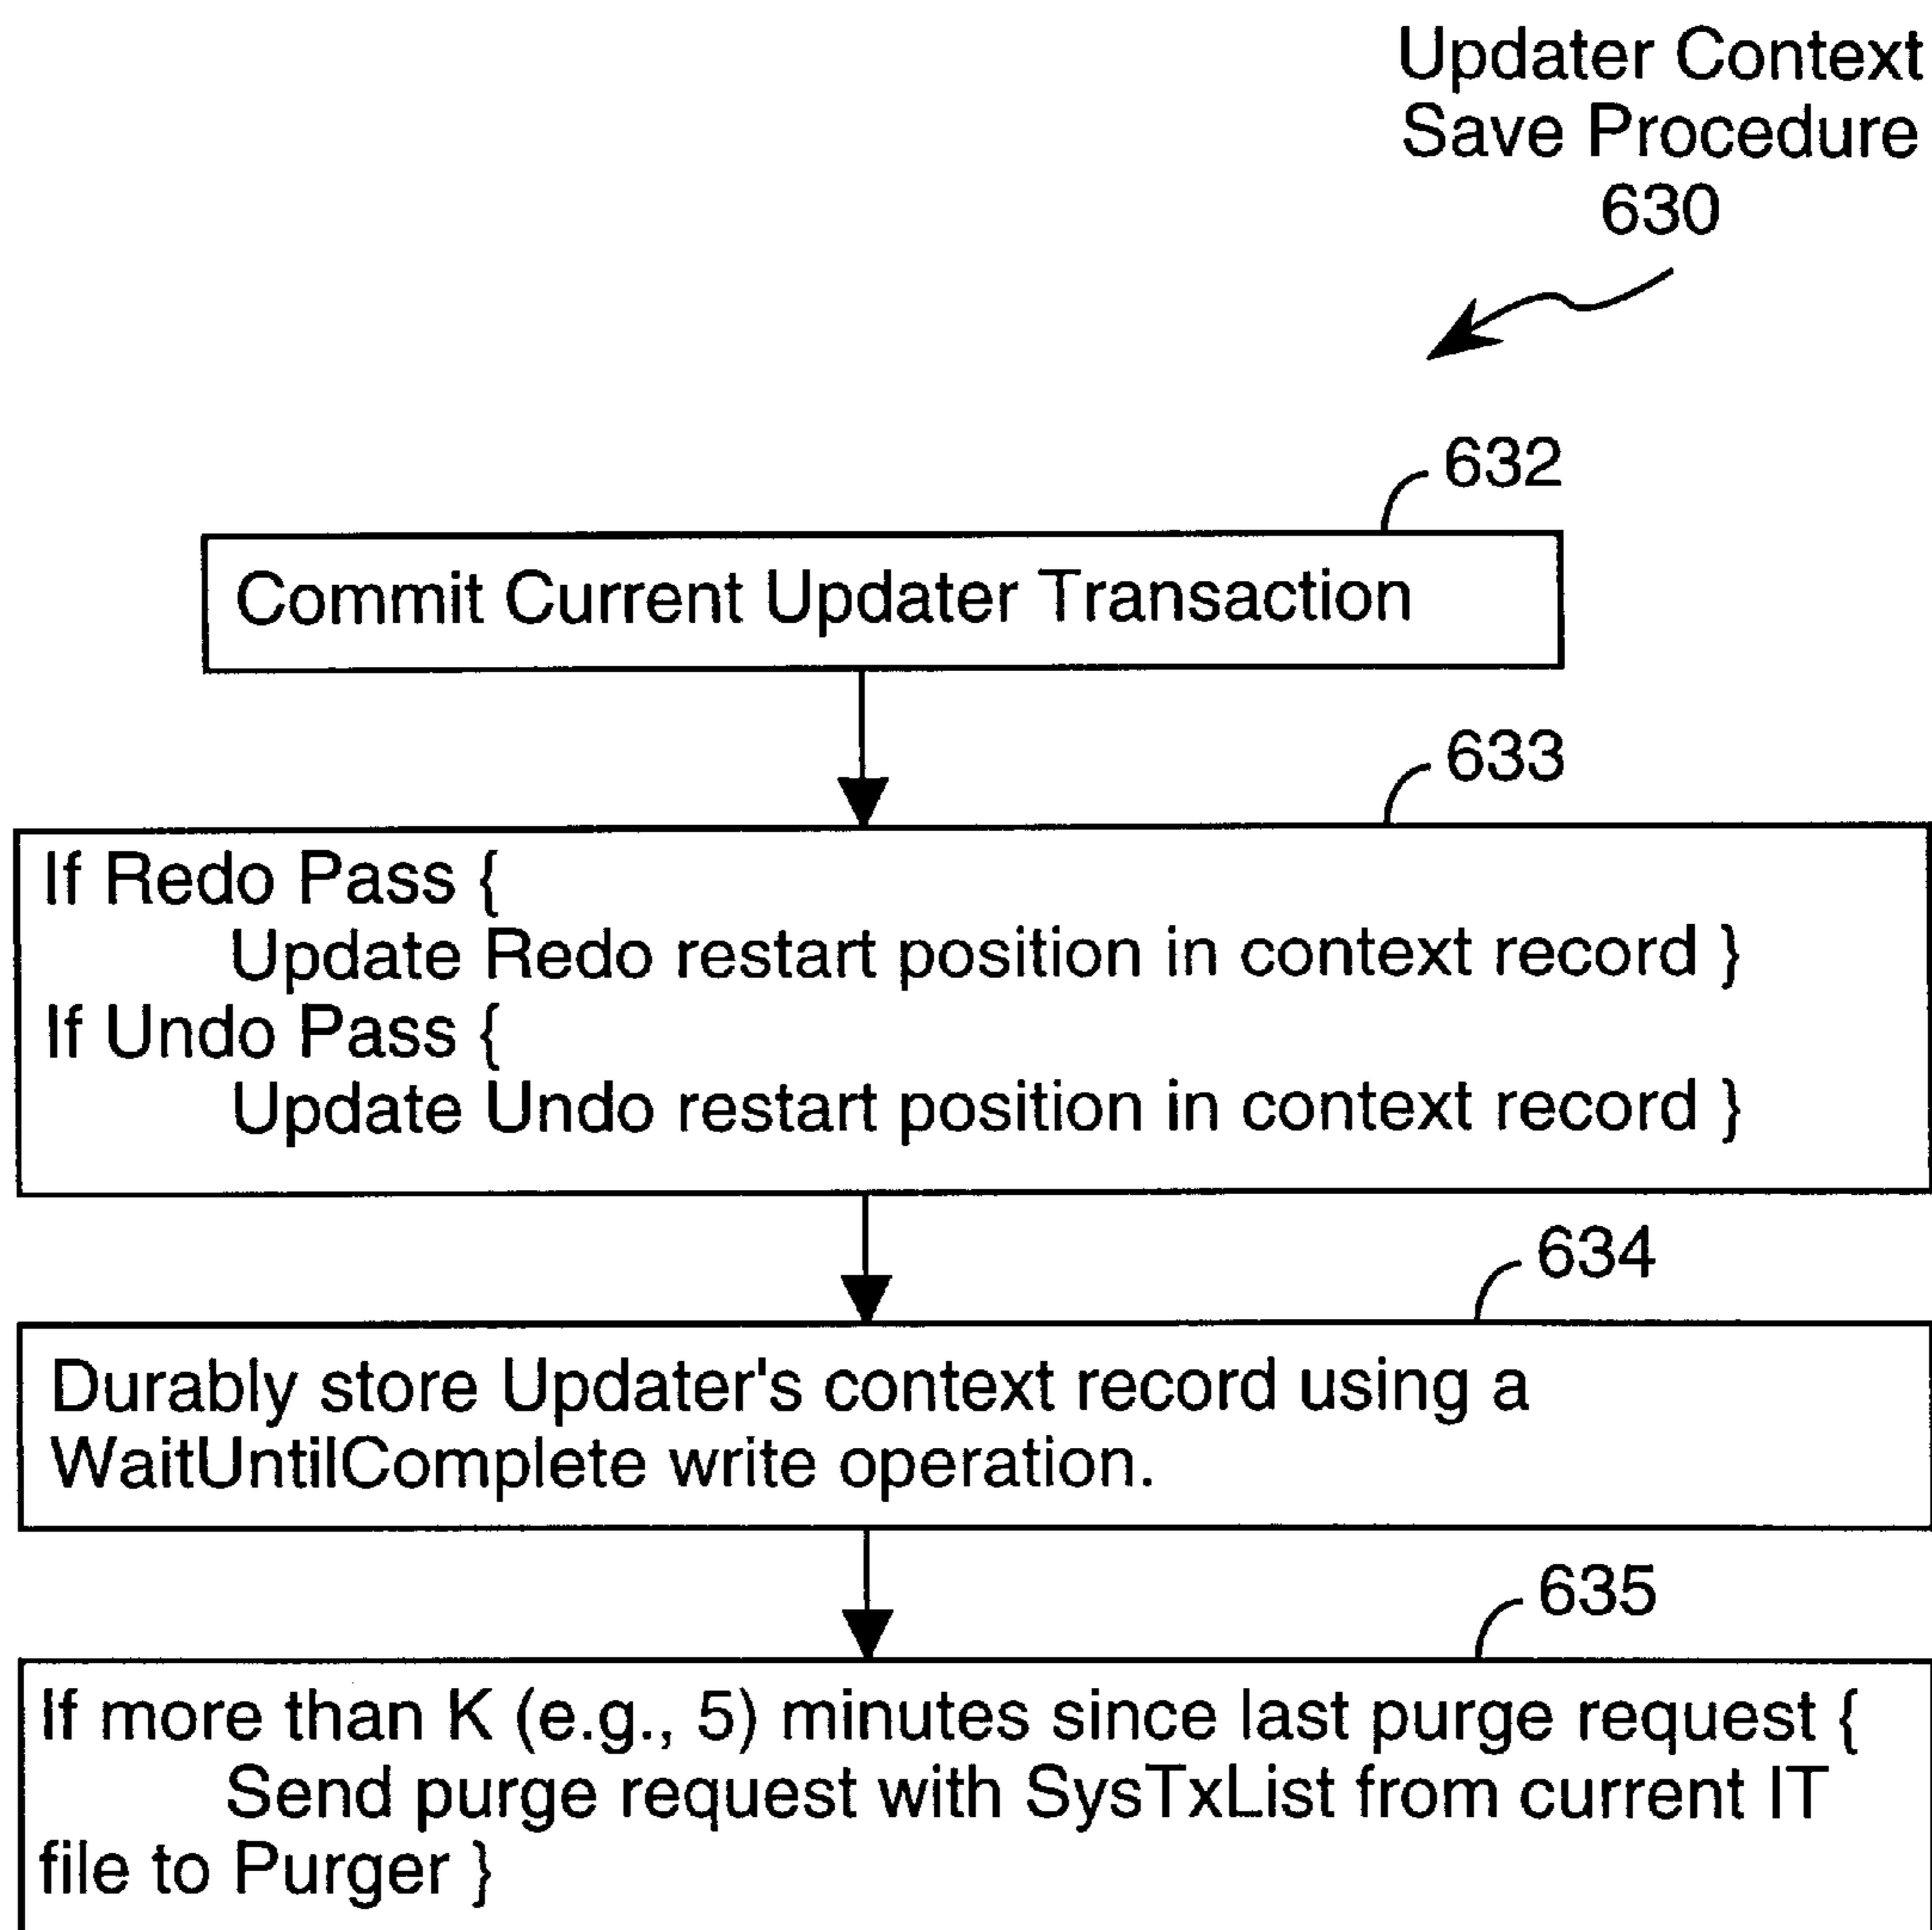 Updater Context
Save Procedure
630
632
Commit Current Updater Transaction
633
If Redo Pass {
Update Redo restart position in context record }
If Undo Pass {
Update Undo restart position in context record }
634
Durably store Updater's context record using a
WaitUntilComplete write operation.
635
If more than K (e.g., 5) minutes since last purge request {
Send purge request with SysTxList from current IT
file to Purger }